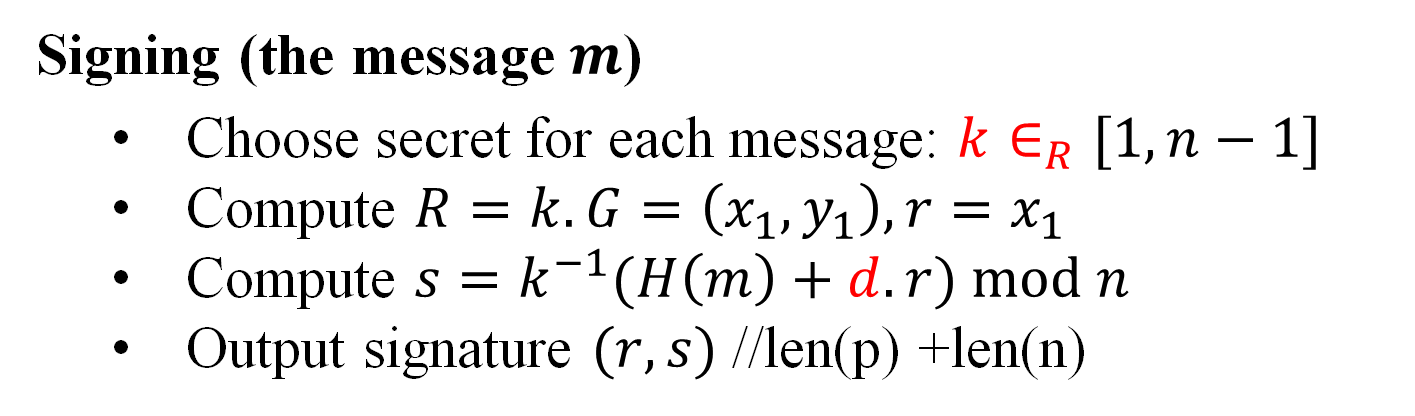 Signing (the message m)
• Choose secret for each message: k ∈_R [1, n − 1]
• Compute R = k. G = (x₁, y₁), r = x₁
• Compute s = k⁻¹(H(m) + d. r) mod n
• Output signature (r, s) //len(p) +len(n)